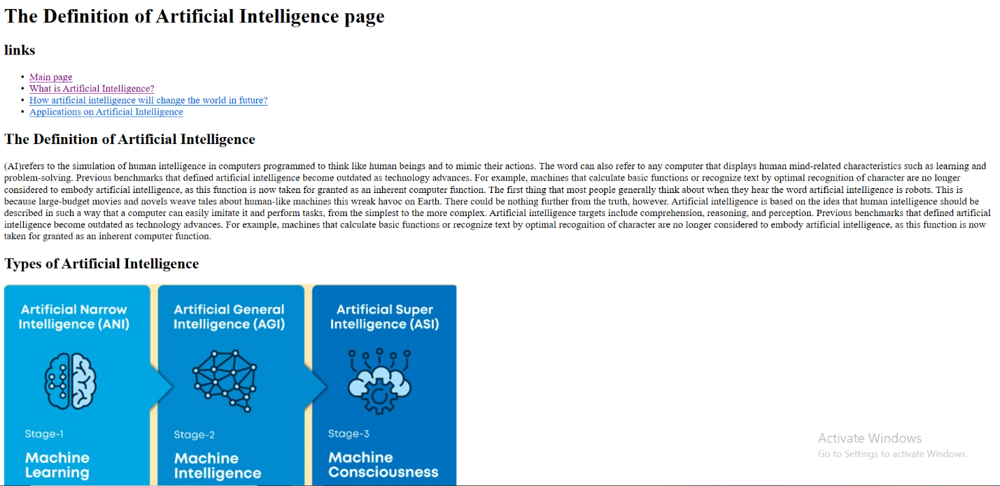 The Definition of Artificial Intelligence page
links
• Main page
• What is Artificial Intelligence?
• How artificial intelligence will change the world in future?
• Applications on Artificial Intelligence
The Definition of Artificial Intelligence
(AI)refers to the simulation of human intelligence in computers programmed to think like human beings and to mimic their actions. The word can also refer to any computer that displays human mind-related characteristics such as learning and
problem-solving. Previous benchmarks that defined artificial intelligence become outdated as technology advances. For example, machines that calculate basic functions or recognize text by optimal recognition of character are no longer
considered to embody artificial intelligence, as this function is now taken for granted as an inherent computer function. The first thing that most people generally think about when they hear the word artificial intelligence is robots. This is
because large-budget movies and novels weave tales about human-like machines this wreak havoc on Earth. There could be nothing further from the truth, however. Artificial intelligence is based on the idea that human intelligence should be
described in such a way that a computer can easily imitate it and perform tasks, from the simplest to the more complex. Artificial intelligence targets include comprehension, reasoning, and perception. Previous benchmarks that defined artificial
intelligence become outdated as technology advances. For example, machines that calculate basic functions or recognize text by optimal recognition of character are no longer considered to embody artificial intelligence, as this function is now
taken for granted as an inherent computer function.
Types of Artificial Intelligence
Artificial Narrow
Intelligence (ANI)
Stage-1
Machine
Learning
Artificial General
Intelligence (AGI)
Stage-2
Machine
Intelligence
Artificial Super
Intelligence (ASI)
Stage-3
Machine
Consciousness
Activate Windows
Go to Settings to activate Windows.